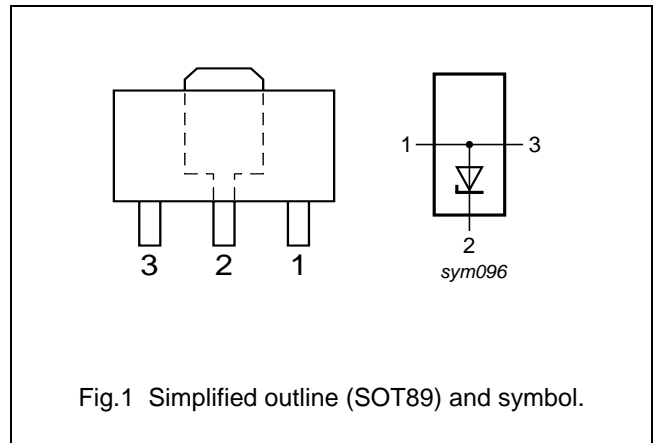 3 2 1
1 3
2
sym096
Fig.1 Simplified outline (SOT89) and symbol.